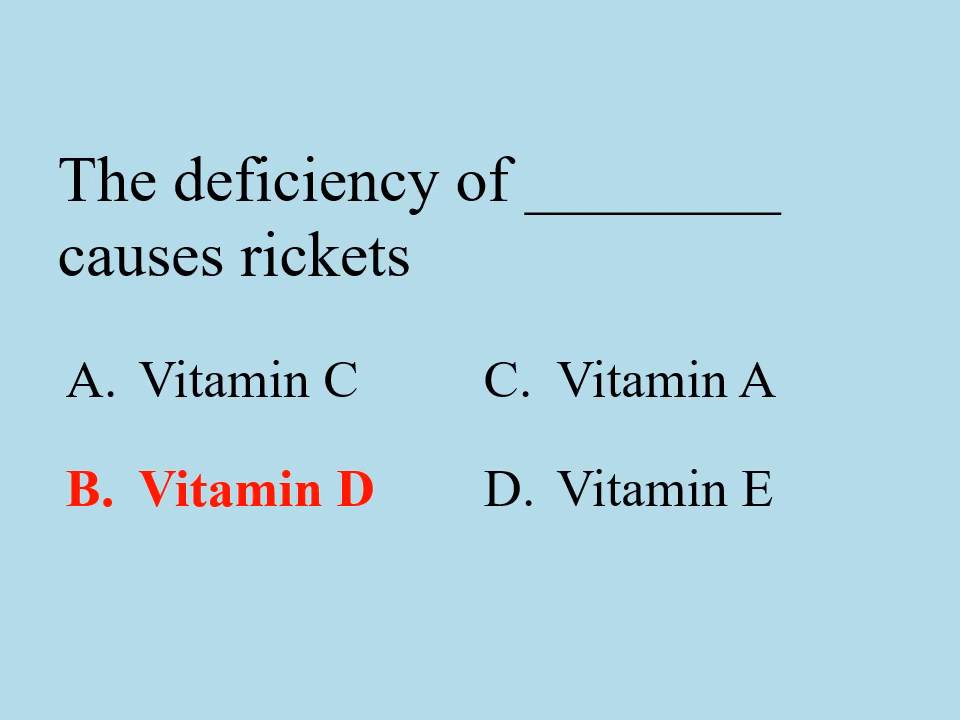 The deficiency of ________
causes rickets
A. Vitamin C
B. Vitamin D
C. Vitamin A
D. Vitamin E